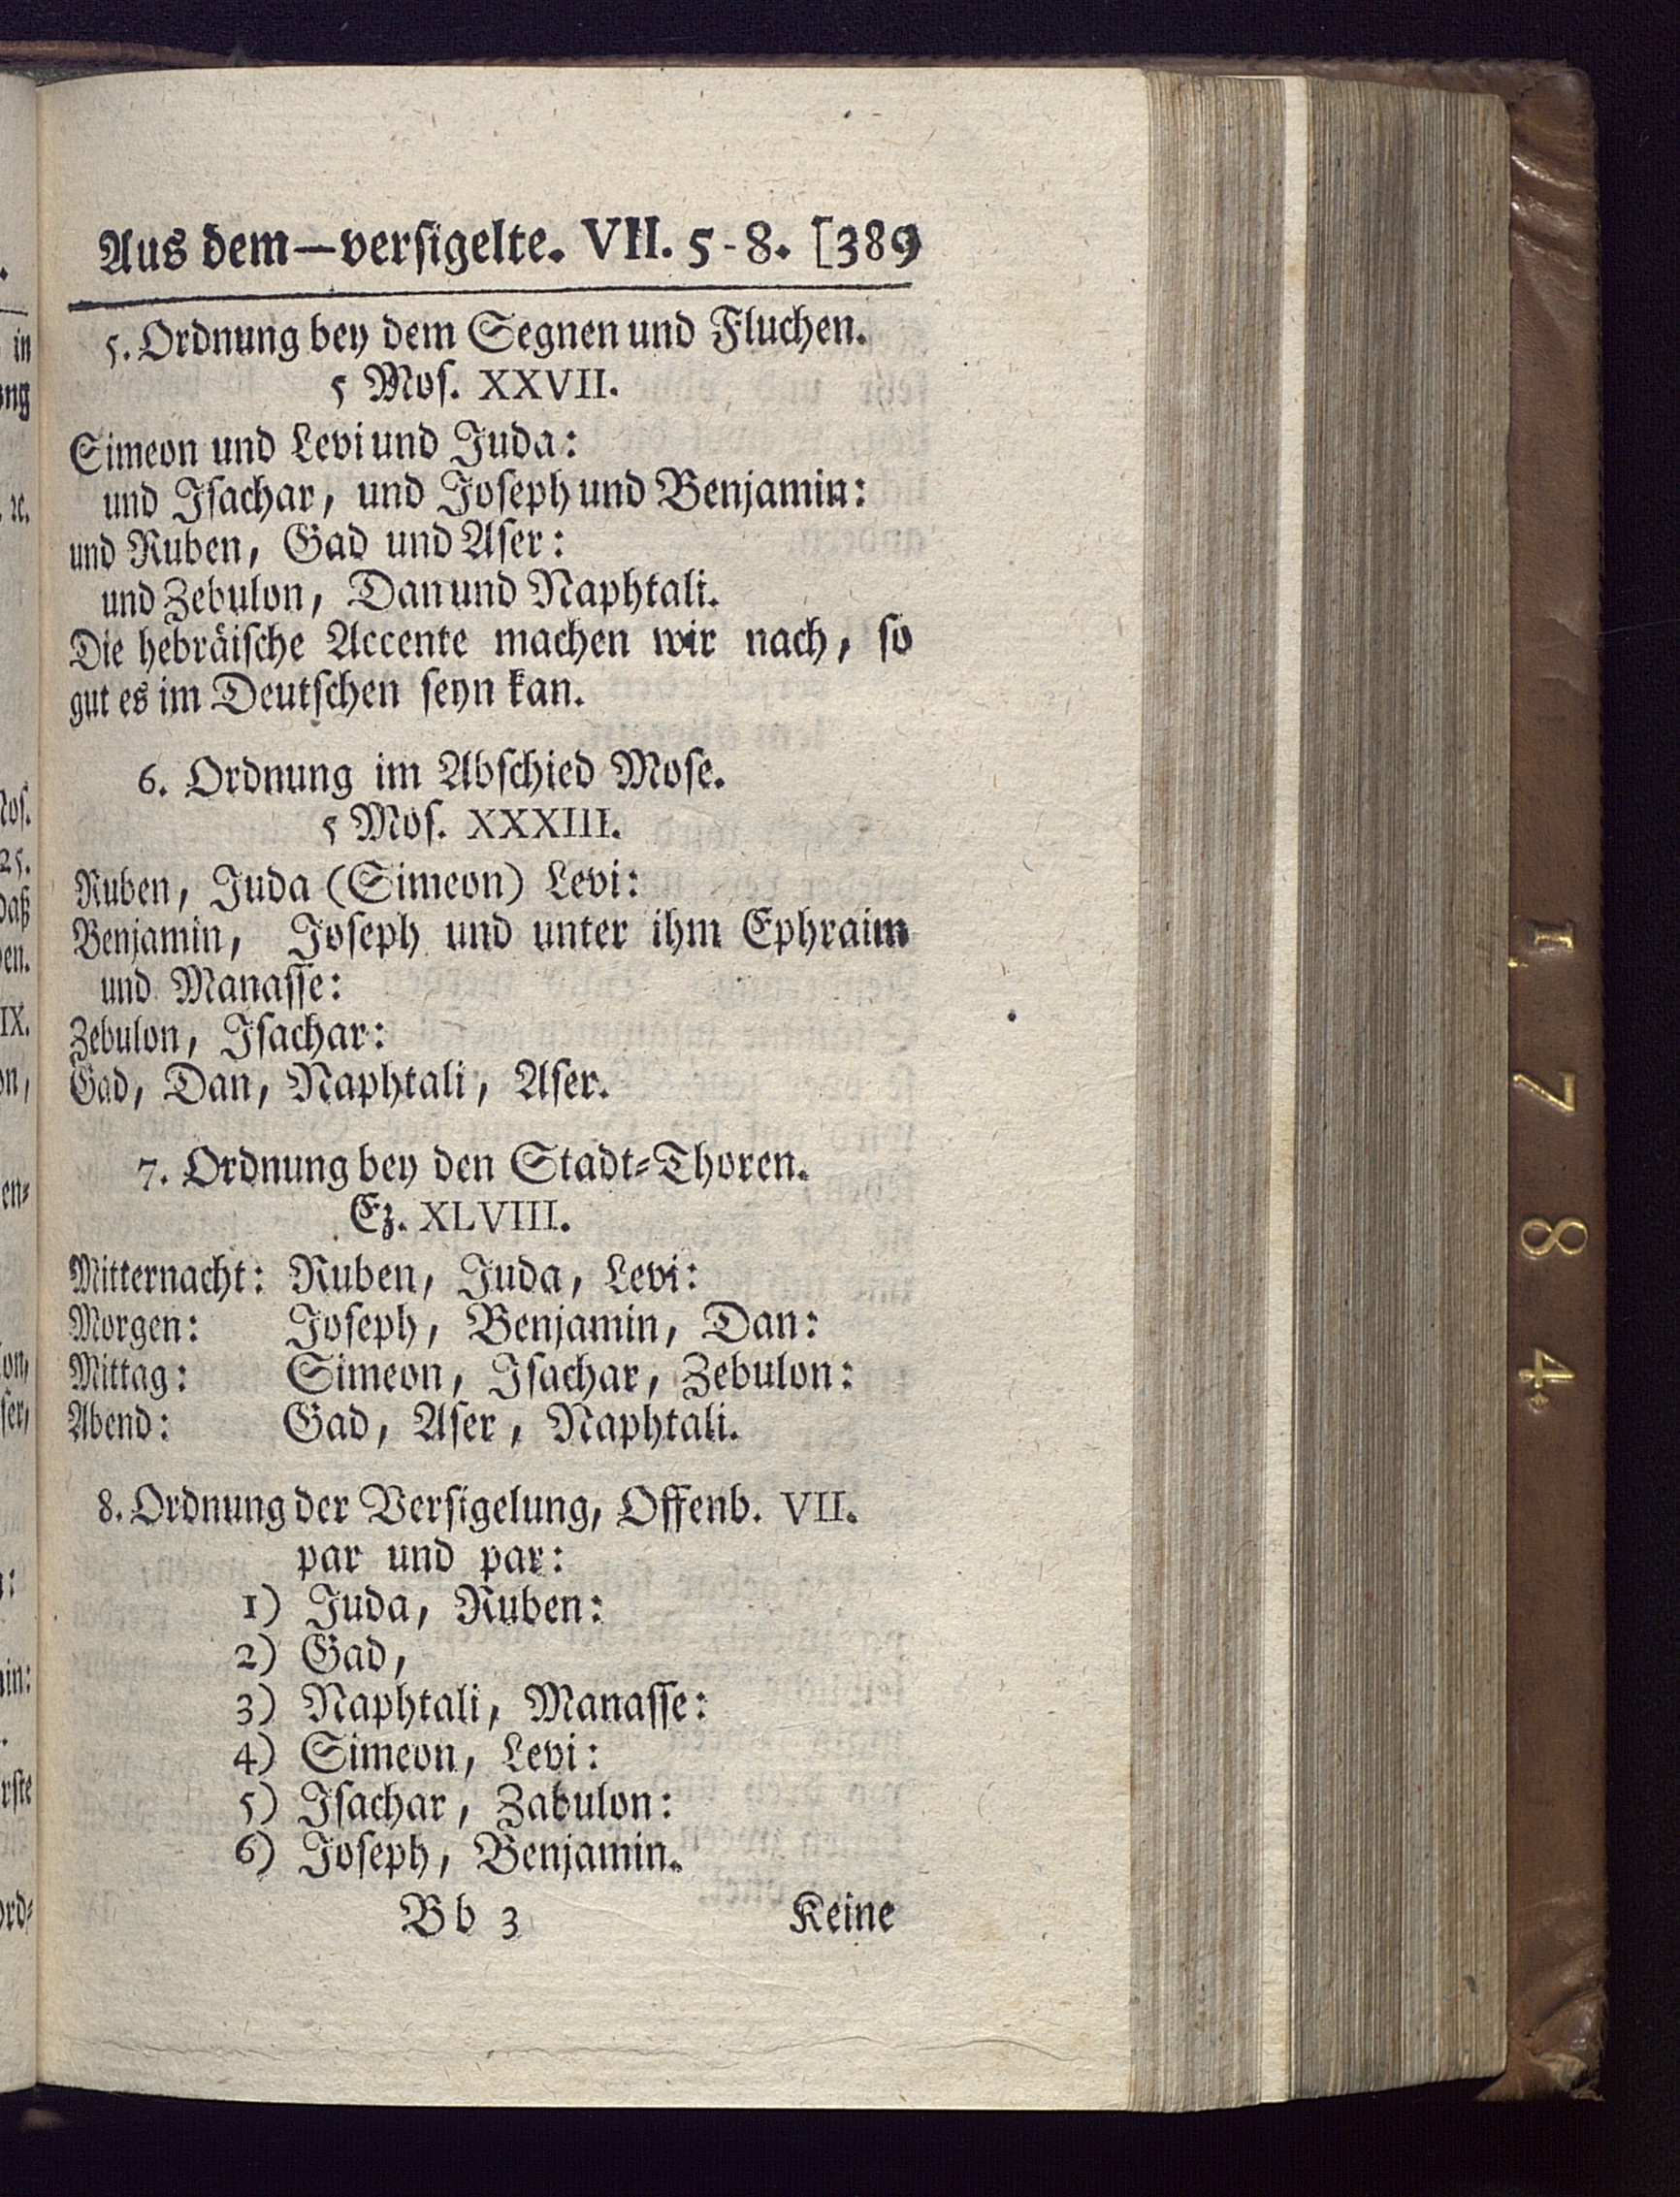 Aus dem—versigelte. VII. 5-8. [389
5. Ordnung bey dem Segnen und Fluchen.
5 Mos. XXVII.
Simeon und Levi und Juda:
und Isachar, und Joseph und Benjamin:
und Ruben, Gad und Aser:
und Zebulon, Dan und Naphtali.
Die hebräische Accente machen wir nach, so
gut es im Deutschen seyn kan.
6. Ordnung im Abschied Mose.
5 Mos. XXXIII.
Ruben, Juda (Simeon) Levi:
Benjamin, Joseph und unter ihm Ephraim
und Manasse:
Zebulon, Isachar:
Gad, Dan, Naphtali, Aser.
7. Ordnung bey den Stadt-Thoren.
Ez. XLVIII.
Mitternacht: Ruben, Juda, Levi:
Morgen: Joseph, Benjamin, Dan:
Mittag: Simeon, Isachar, Zebulon:
Abend: Gad, Aser, Naphtali.
8. Ordnung der Versigelung, Offenb. VII.
par und par:
1) Juda, Ruben:
2) Gad,
3) Naphtali, Manasse:
4) Simeon, Levi:
5) Isachar, Zabulon:
6) Joseph, Benjamin.
Bb 3 Keine
1784